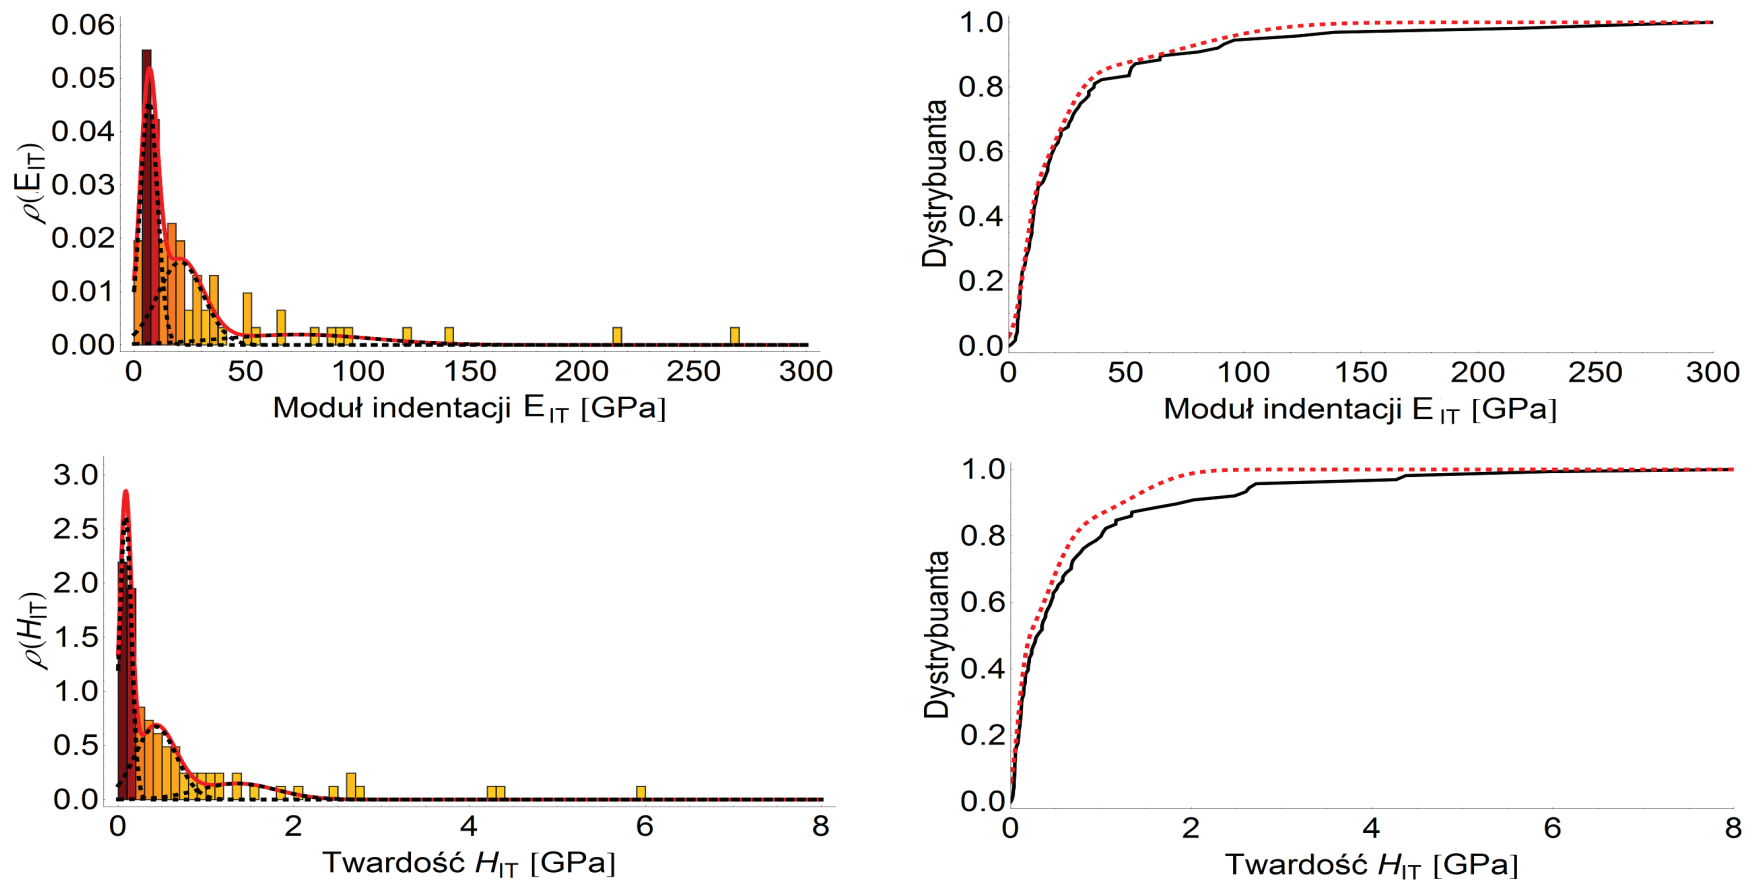 0.06
0.05
0.04
0.03
0.02
0.01
0.00
ρ(E_IT)
0 50 100 150 200 250 300
Moduł indentacji E_IT [GPa]
1.0
0.8
0.6
0.4
0.2
0.0
Dystrybuanta
0 50 100 150 200 250 300
Moduł indentacji E_IT [GPa]
3.0
2.5
2.0
1.5
1.0
0.5
0.0
ρ(H_IT)
0 2 4 6 8
Twardość H_IT [GPa]
1.0
0.8
0.6
0.4
0.2
0.0
Dystrybuanta
0 2 4 6 8
Twardość H_IT [GPa]